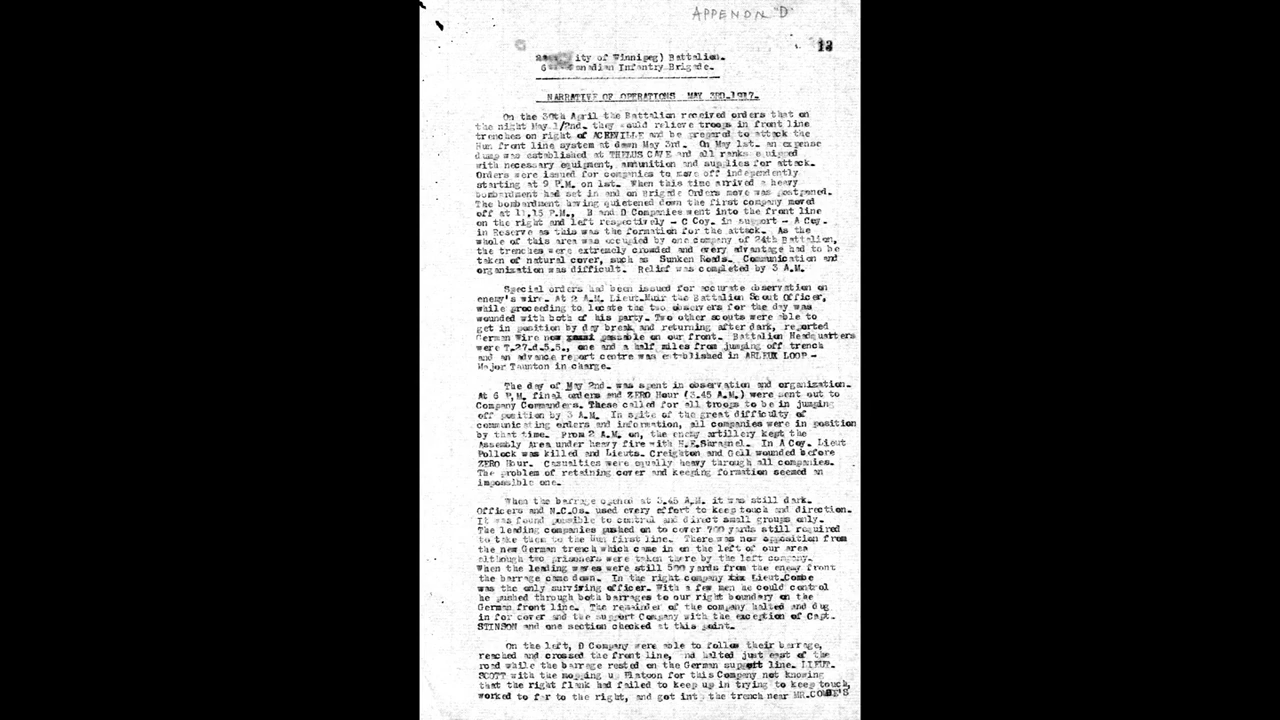 APPENDIX "D"
13
ity of Winnipeg) Battalion.
6 Canadian Infantry Brigade.
NARRATIVE OF OPERATIONS MAY 3RD.1917.
On the 30th April the Battalion received orders that on
the night May.1/2nd. they would relieve troops in front line
trenches on right of ACHEVILLE and be prepared to attack the
Hun front line system at dawn May 3rd. On May 1st. an expense
dump was established at THELUS CAVE and all ranks equipped
with necessary equipment, ammunition and supplies for attack.
Orders were issued for companies to move off independently
starting at 9 P.M. on 1st. When this time arrived a heavy
bombardment had set in and on Brigade Orders move was postponed.
The bombardment having quietened down the first company moved
off at 11.15 P.M., B and D Companies went into the front line
on the right and left respectively - C Coy. in support - A Coy.
in Reserve as this was the formation for the attack. As the
whole of this area was occupied by one company of 24th Battalion,
the trenches were extremely crowded and every advantage had to be
taken of natural cover, such as Sunken Roads. Communication and
organization was difficult. Relief was completed by 3 A.M.
Special orders had been issued for accurate observation on
enemy's wire. At 2 A.M. Lieut.Muir the Battalion Scout Officer,
while proceeding to locate the two observers for the day was
wounded with both of his party. Two other scouts were able to
get in position by day break and returning after dark, reported
German Wire now passable on our front. Battalion Headquarters
were T.27.d.5.5., one and a half miles from jumping off trench
and an advance report centre was established in ARLEUX LOOP -
Major Taunton in charge.
The day of May 2nd. was spent in observation and organization.
At 6 P.M. final orders and ZERO Hour (3.45 A.M.) were sent out to
Company Commanders. These called for all troops to be in jumping
off position by 3 A.M. In spite of the great difficulty of
communicating orders and information, all companies were in position
by that time. From 2 A.M. on, the enemy artillery kept the
Assembly Area under heavy fire with H.E.Shrapnel. In A Coy. Lieut
Pollock was killed and Lieuts. Creighton and Gell wounded before
ZERO Hour. Casualties were equally heavy through all companies.
The problem of retaining cover and keeping formation seemed an
impossible one.
When the barrage opened at 3.45 A.M. it was still dark.
Officers and N.C.Os. used every effort to keep touch and direction.
It was found possible to control and direct small groups only.
The leading companies pushed on to cover 700 yards still required
to take them to the Hun first line. There was now opposition from
the new German trench which came in on the left of our area
although two prisoners were taken there by the left company.
When the leading waves were still 500 yards from the enemy front
the barrage came down. In the right company xxx Lieut.Combe
was the only surviving officer. With a few men he could control
he pushed through both barrages to our right boundary on the
German front line. The remainder of the company halted and dug
in for cover and the support Company with the exception of Capt.
STINSON and one section checked at this point.
On the left, D Company were able to follow their barrage,
reached and crossed the front line, and halted just east of the
road while the barrage rested on the German support line. LIEUT.
SCOTT with the mopping up Platoon for this Company not knowing
that the right flank had failed to keep up in trying to keep touch,
worked to far to the right, and got into the trench near MR.COMBE'S